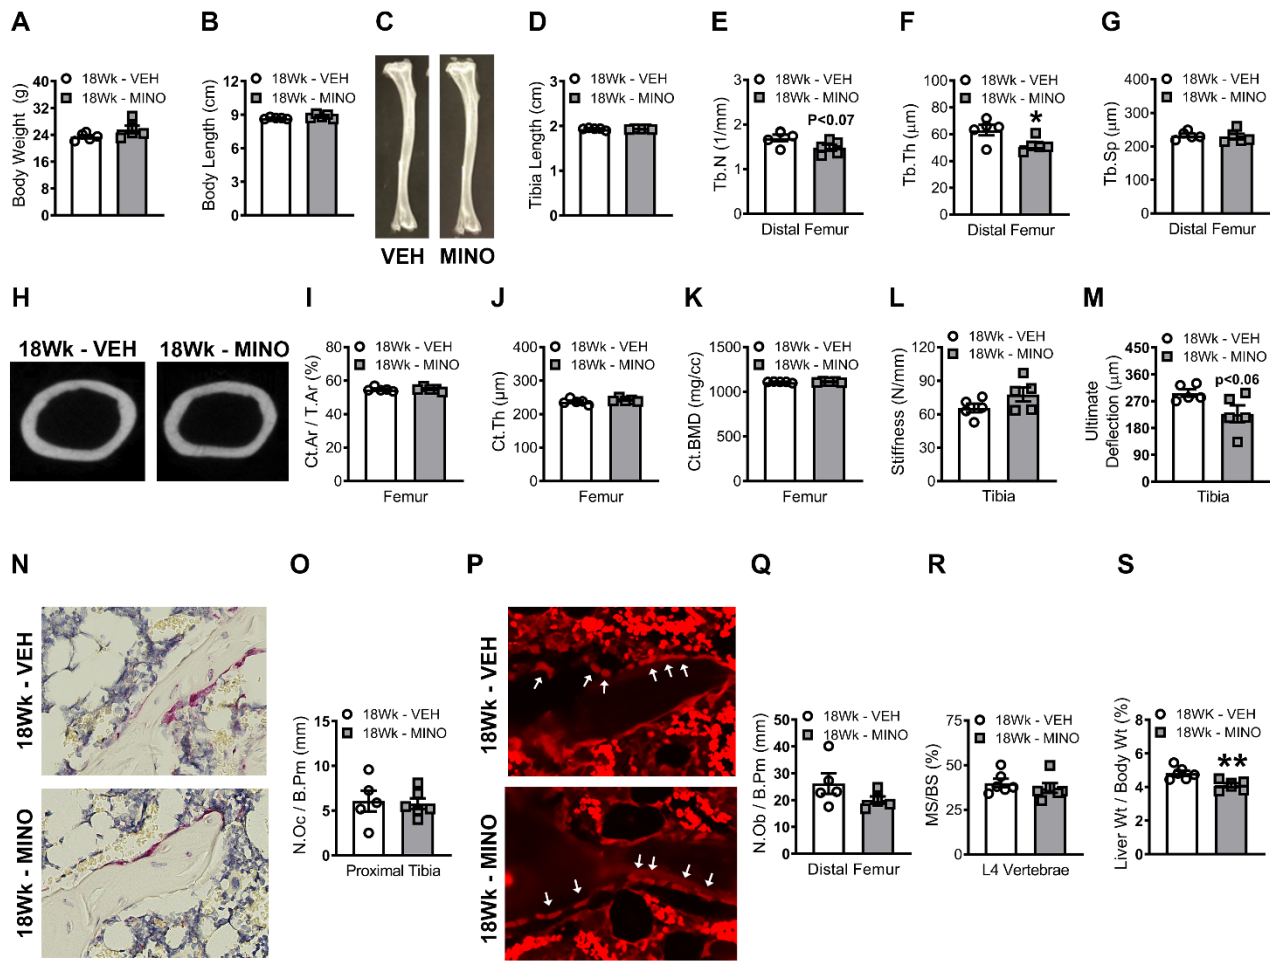 A
18Wk - VEH
18Wk - MINO
Body Weight (g)
40
32
24
16
8
0
B
18Wk - VEH
18Wk - MINO
Body Length (cm)
12
9
6
3
0
C
VEH MINO
D
18Wk - VEH
18Wk - MINO
Tibia Length (cm)
3
2
1
0
E
18Wk - VEH
18Wk - MINO
P<0.07
Tb.N (1/mm)
3
2
1
0
Distal Femur
F
18Wk - VEH
18Wk - MINO
*
Tb.Th (µm)
100
80
60
40
20
0
Distal Femur
G
18Wk - VEH
18Wk - MINO
Tb.Sp (µm)
400
300
200
100
0
Distal Femur
H
18Wk - VEH 18Wk - MINO
I
18Wk - VEH
18Wk - MINO
Ct.Ar / T.Ar (%)
80
60
40
20
0
Femur
J
18Wk - VEH
18Wk - MINO
Ct.Th (µm)
400
300
200
100
0
Femur
K
18Wk - VEH
18Wk - MINO
Ct.BMD (mg/cc)
1500
1000
500
0
Femur
L
18Wk - VEH
18Wk - MINO
Stiffness (N/mm)
120
90
60
30
0
Tibia
M
18Wk - VEH
18Wk - MINO
p<0.06
Ultimate
Deflection (µm)
450
360
270
180
90
0
Tibia
N
18Wk - VEH
18Wk - MINO
O
18Wk - VEH
18Wk - MINO
N.Oc / B.Pm (mm)
15
10
5
0
Proximal Tibia
P
18Wk - VEH
18Wk - MINO
Q
18Wk - VEH
18Wk - MINO
N.Ob / B.Pm (mm)
50
40
30
20
10
0
Distal Femur
R
18Wk - VEH
18Wk - MINO
MS/BS (%)
75
50
25
0
L4 Vertebrae
S
18WK - VEH
18Wk - MINO
**
Liver Wt / Body Wt (%)
8
6
4
2
0